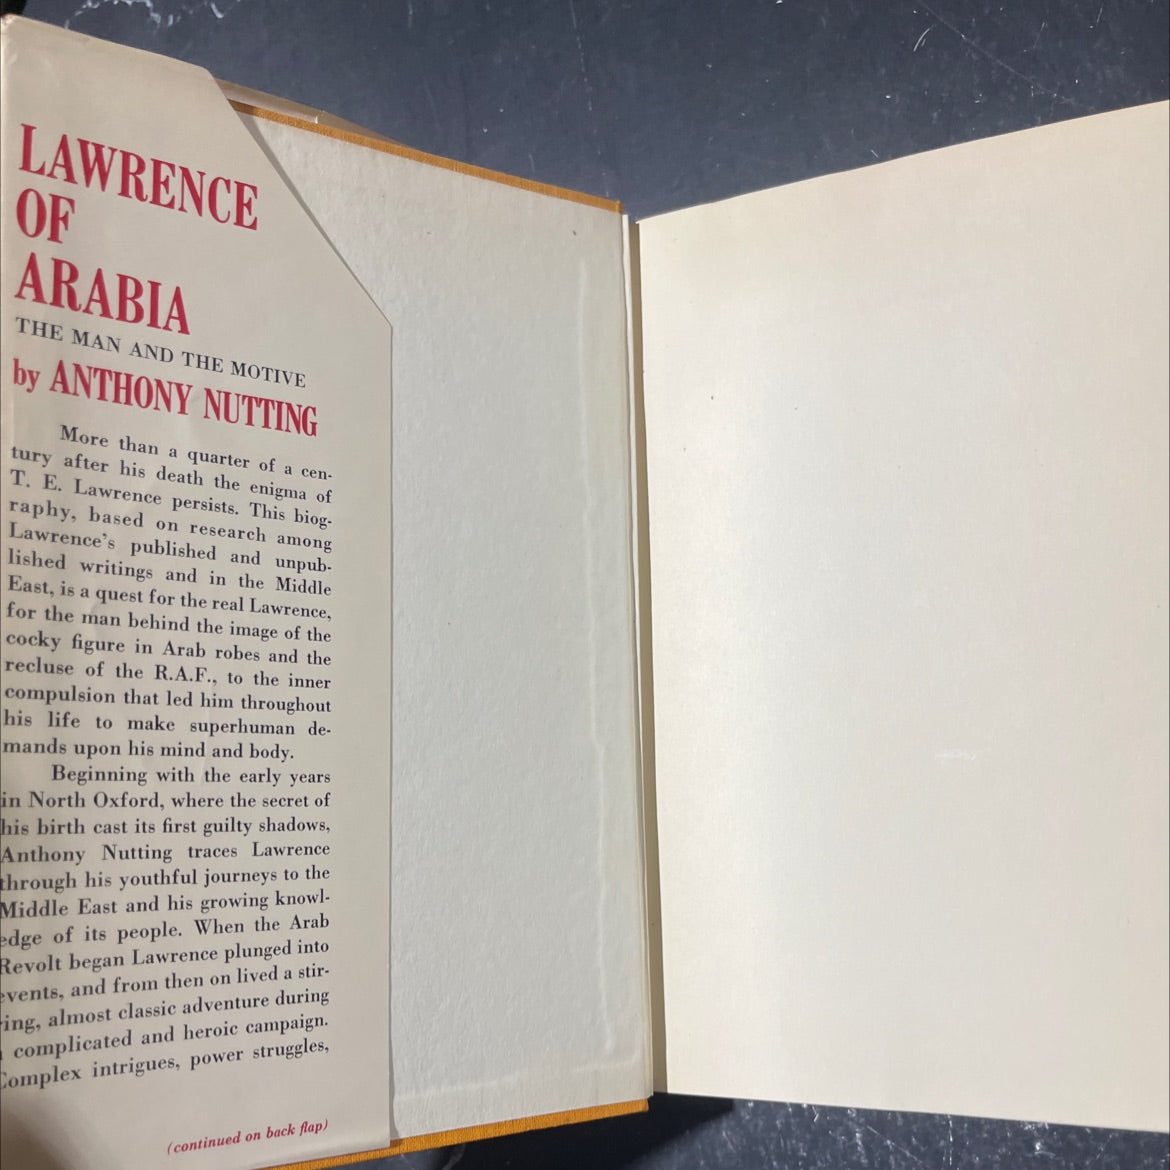 LAWRENCE
OF
ARABIA
THE MAN AND THE MOTIVE
by ANTHONY NUTTING
More than a quarter of a cen-
tury after his death the enigma of
T. E. Lawrence persists. This biog-
raphy, based on research among
Lawrence's published and unpub-
lished writings and in the Middle
East, is a quest for the real Lawrence,
for the man behind the image of the
cocky figure in Arab robes and the
recluse of the R.A.F., to the inner
compulsion that led him throughout
his life to make superhuman de-
mands upon his mind and body.
Beginning with the early years
in North Oxford, where the secret of
his birth cast its first guilty shadows,
Anthony Nutting traces Lawrence
through his youthful journeys to the
Middle East and his growing knowl-
edge of its people. When the Arab
Revolt began Lawrence plunged into
events, and from then on lived a stir-
ring, almost classic adventure during
complicated and heroic campaign.
Complex intrigues, power struggles,
(continued on back flap)